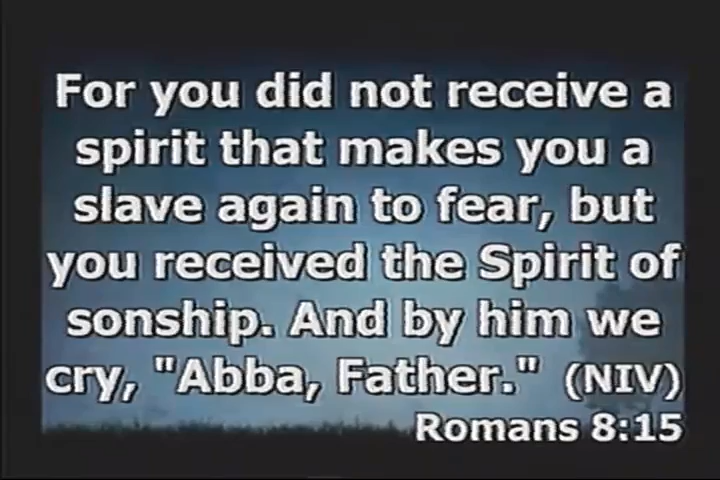 For you did not receive a
spirit that makes you a
slave again to fear, but
you received the Spirit of
sonship. And by him we
cry, "Abba, Father." (NIV)
Romans 8:15